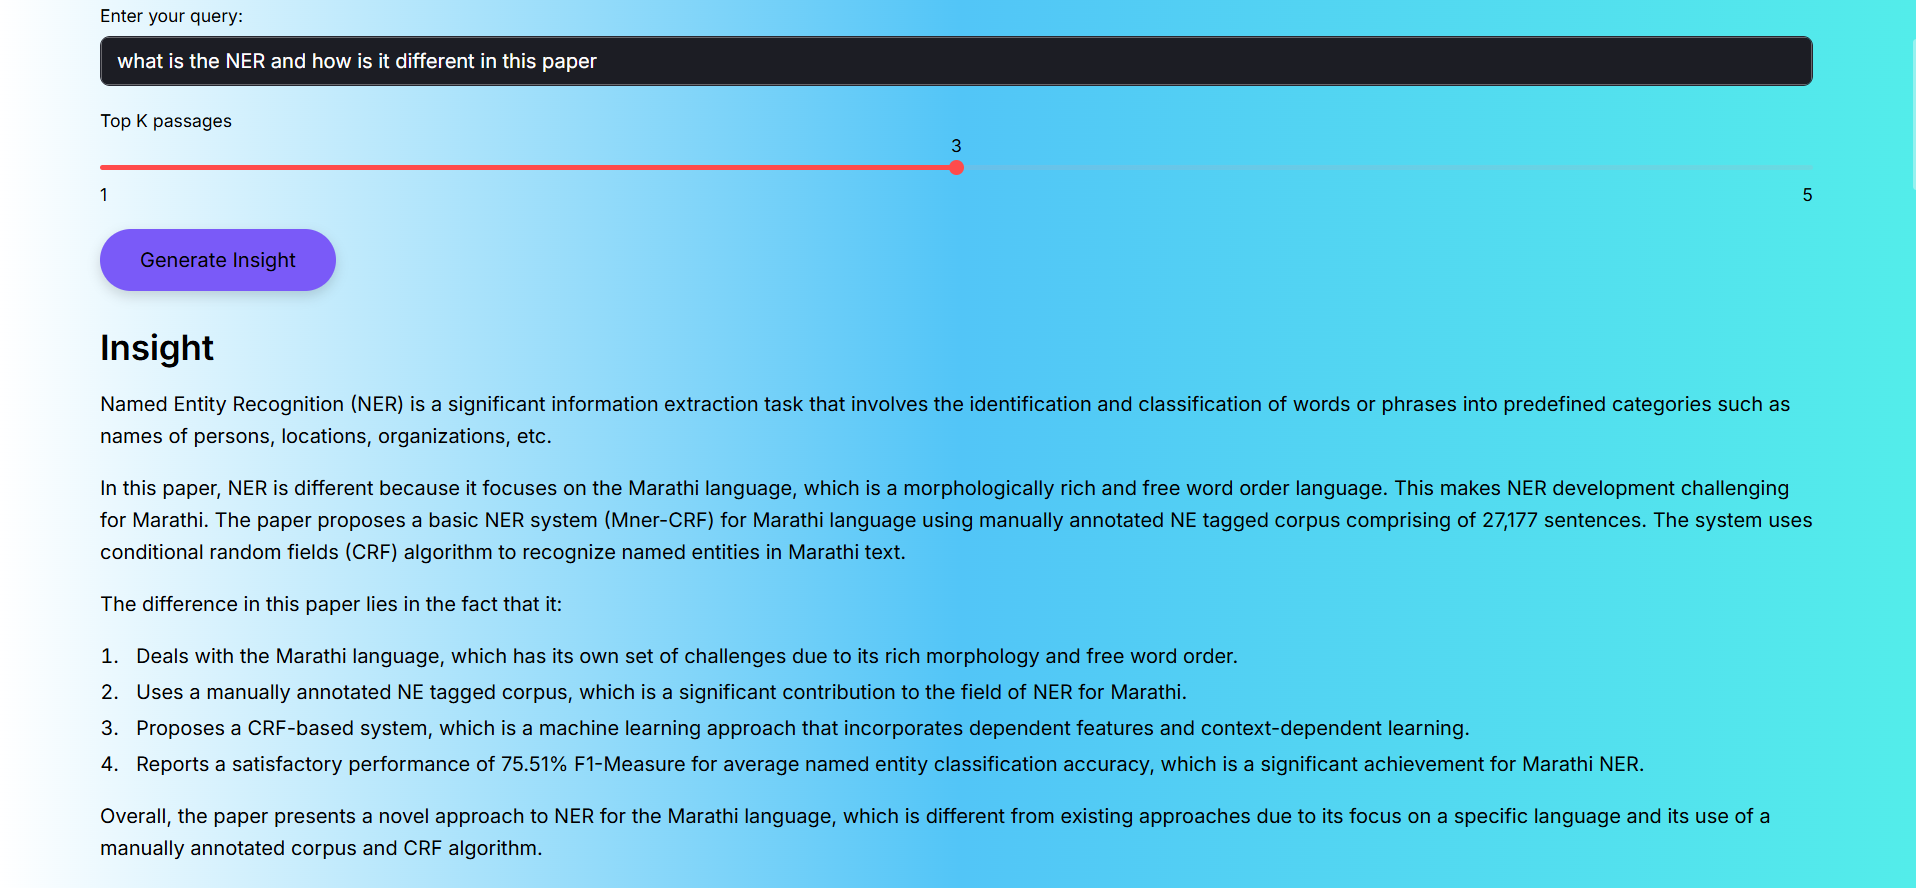 Enter your query:
what is the NER and how is it different in this paper
Top K passages
3
1
5
Generate Insight
Insight
Named Entity Recognition (NER) is a significant information extraction task that involves the identification and classification of words or phrases into predefined categories such as
names of persons, locations, organizations, etc.
In this paper, NER is different because it focuses on the Marathi language, which is a morphologically rich and free word order language. This makes NER development challenging
for Marathi. The paper proposes a basic NER system (Mner-CRF) for Marathi language using manually annotated NE tagged corpus comprising of 27,177 sentences. The system uses
conditional random fields (CRF) algorithm to recognize named entities in Marathi text.
The difference in this paper lies in the fact that it:
1. Deals with the Marathi language, which has its own set of challenges due to its rich morphology and free word order.
2. Uses a manually annotated NE tagged corpus, which is a significant contribution to the field of NER for Marathi.
3. Proposes a CRF-based system, which is a machine learning approach that incorporates dependent features and context-dependent learning.
4. Reports a satisfactory performance of 75.51% F1-Measure for average named entity classification accuracy, which is a significant achievement for Marathi NER.
Overall, the paper presents a novel approach to NER for the Marathi language, which is different from existing approaches due to its focus on a specific language and its use of a
manually annotated corpus and CRF algorithm.